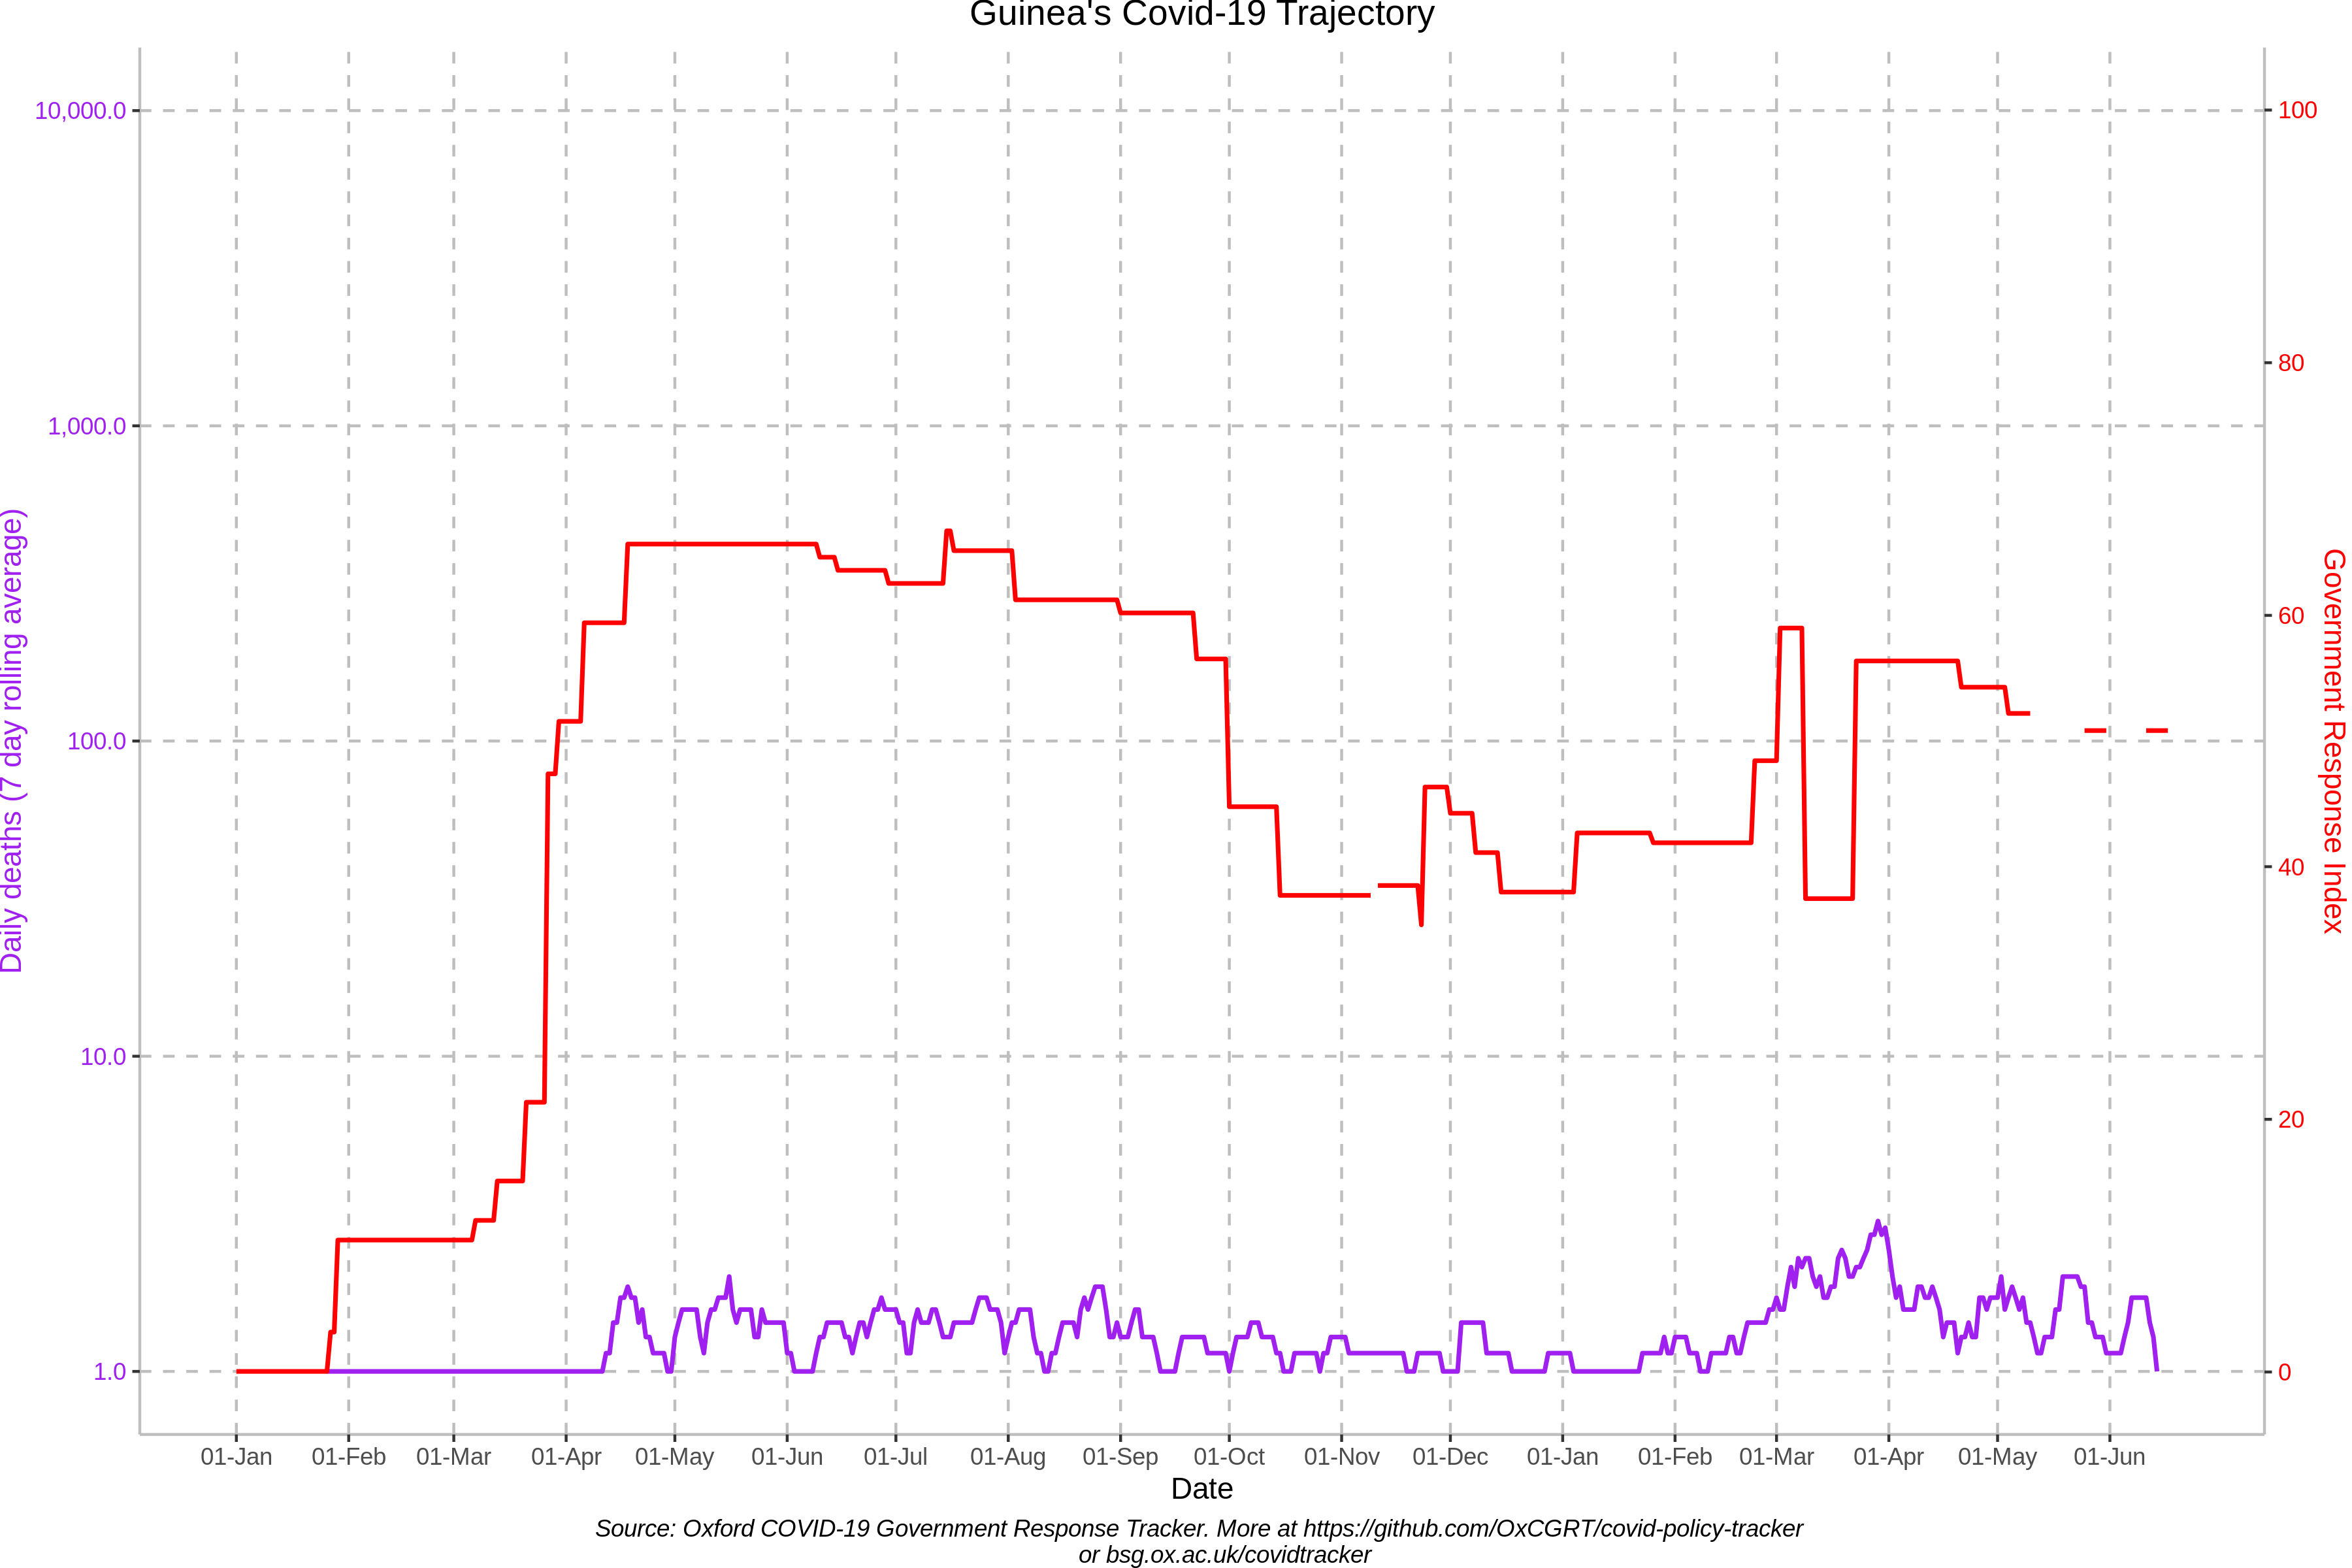 Guinea's Covid-19 Trajectory
10,000.0
1,000.0
100.0
10.0
1.0
Daily deaths (7 day rolling average)
100
80
60
40
20
0
Government Response Index
01-Jan 01-Feb 01-Mar 01-Apr 01-May 01-Jun 01-Jul 01-Aug 01-Sep 01-Oct 01-Nov 01-Dec 01-Jan 01-Feb 01-Mar 01-Apr 01-May 01-Jun
Date
Source: Oxford COVID-19 Government Response Tracker. More at https://github.com/OxCGRT/covid-policy-tracker
or bsg.ox.ac.uk/covidtracker